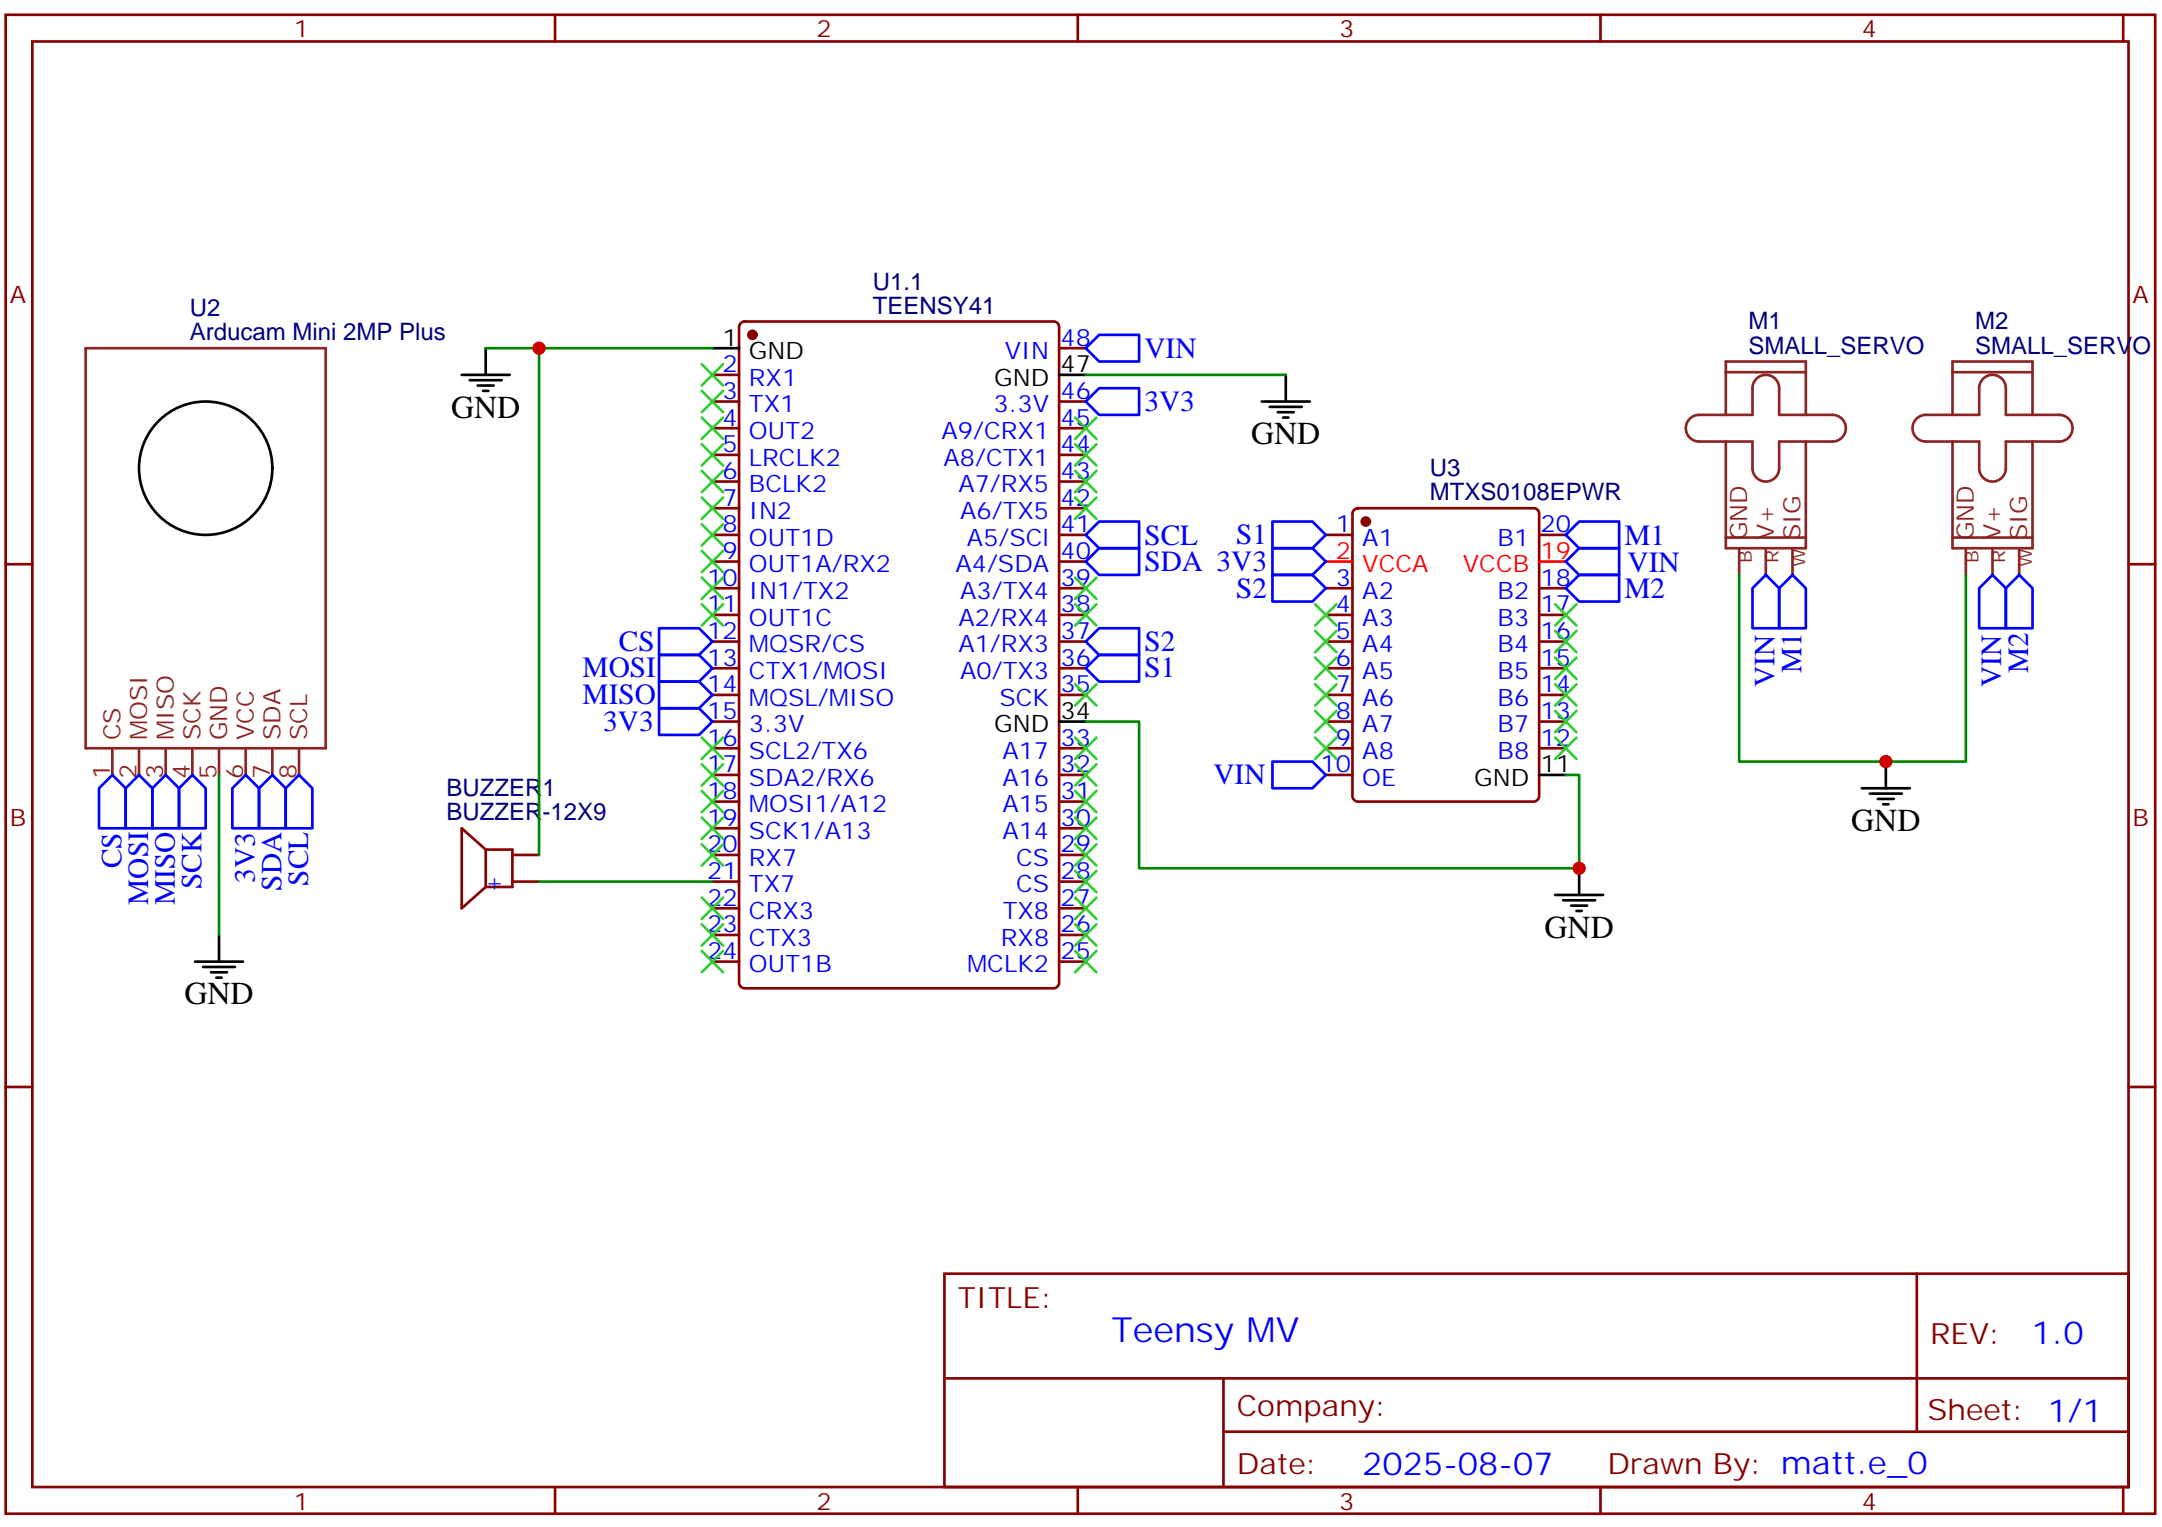 1 2 3 4
A A
B B
U2
Arducam Mini 2MP Plus
CS
MOSI
MISO
SCK
GND
VCC
SDA
SCL
1 2 3 4 5 6 7 8
CS
MOSI
MISO
SCK
3V3
SDA
SCL
GND
GND
BUZZER1
BUZZER-12X9
+
U1.1
TEENSY41
1 GND
2 RX1
3 TX1
4 OUT2
5 LRCLK2
6 BCLK2
7 IN2
8 OUT1D
9 OUT1A/RX2
10 IN1/TX2
11 OUT1C
CS 12 MQSR/CS
MOSI 13 CTX1/MOSI
MISO 14 MQSL/MISO
3V3 15 3.3V
16 SCL2/TX6
17 SDA2/RX6
18 MOSI1/A12
19 SCK1/A13
20 RX7
21 TX7
22 CRX3
23 CTX3
24 OUT1B
VIN 48 VIN
GND 47
3.3V 46 3V3
A9/CRX1 45
A8/CTX1 44
A7/RX5 43
A6/TX5 42
A5/SCl 41 SCL
A4/SDA 40 SDA
A3/TX4 39
A2/RX4 38
A1/RX3 37 S2
A0/TX3 36 S1
SCK 35
GND 34
A17 33
A16 32
A15 31
A14 30
CS 29
CS 28
TX8 27
RX8 26
MCLK2 25
GND
U3
MTXS0108EPWR
S1 1 A1
3V3 2 VCCA
S2 3 A2
4 A3
5 A4
6 A5
7 A6
8 A7
9 A8
VIN 10 OE
B1 20 M1
VCCB 19 VIN
B2 18 M2
B3 17
B4 16
B5 15
B6 14
B7 13
B8 12
GND 11
GND
M1
SMALL_SERVO
GND
V+
SIG
B R W
VIN
M1
M2
SMALL_SERVO
GND
V+
SIG
B R W
VIN
M2
GND
TITLE:
Teensy MV
REV: 1.0
Company:
Sheet: 1/1
Date: 2025-08-07 Drawn By: matt.e_0
1 2 3 4